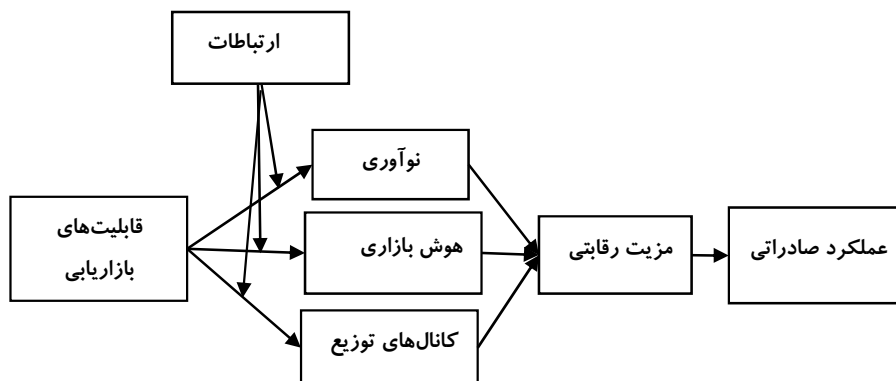 ارتباطات
نوآوری
قابلیت‌های
بازاریابی
هوش بازاری
مزیت رقابتی
عملکرد صادراتی
کانال‌های توزیع